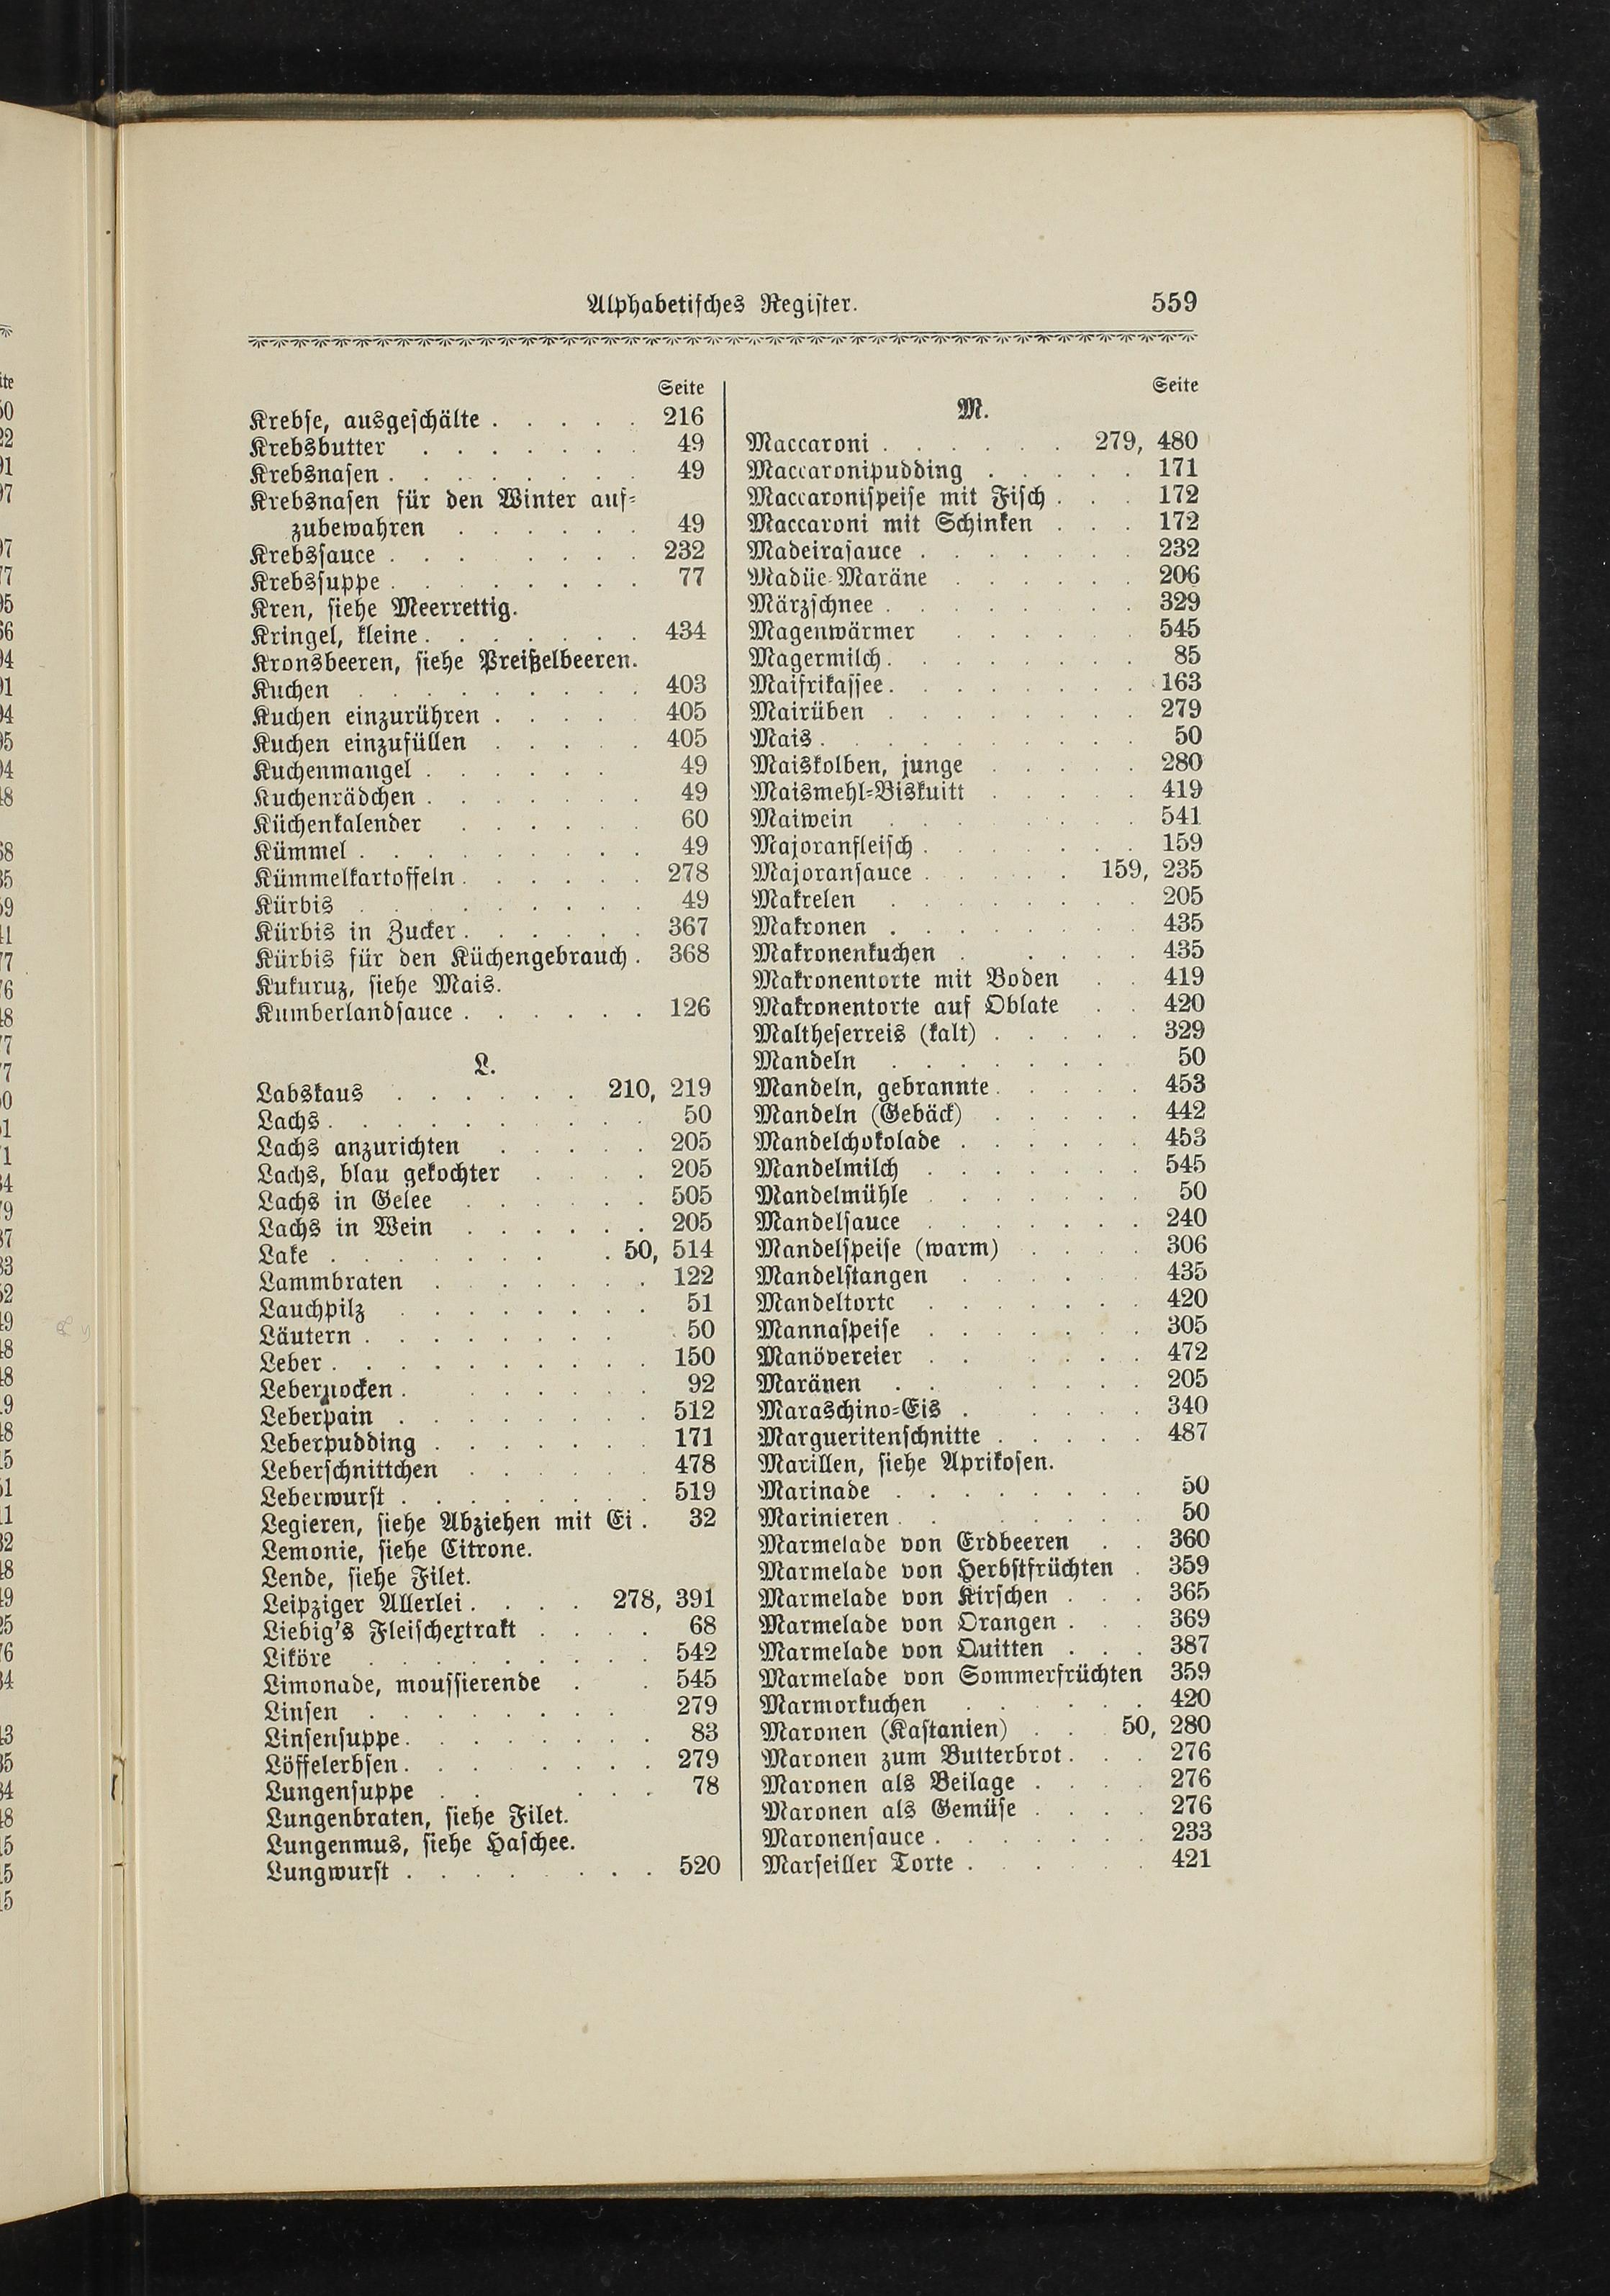 Alphabetisches Register. 559
Seite
Krebse, ausgeschälte . . . . . 216
Krebsbutter . . . . . . . 49
Krebsnasen . . . . . . . . 49
Krebsnasen für den Winter auf-
zubewahren . . . . . . 49
Krebssauce . . . . . . . . 232
Krebssuppe . . . . . . . . 77
Kren, siehe Meerrettig.
Kringel, kleine . . . . . . . 434
Kronsbeeren, siehe Preißelbeeren.
Kuchen . . . . . . . . . 403
Kuchen einzurühren . . . . . 405
Kuchen einzufüllen . . . . . 405
Kuchenmangel . . . . . . 49
Kuchenrädchen . . . . . . . 49
Küchenkalender . . . . . . 60
Kümmel . . . . . . . . . 49
Kümmelkartoffeln . . . . . . 278
Kürbis . . . . . . . . . 49
Kürbis in Zucker . . . . . . 367
Kürbis für den Küchengebrauch . 368
Kukuruz, siehe Mais.
Kumberlandsauce . . . . . . 126
L.
Labskaus . . . . . . 210, 219
Lachs . . . . . . . . . . 50
Lachs anzurichten . . . . . 205
Lachs, blau gekochter . . . . 205
Lachs in Gelee . . . . . . 505
Lachs in Wein . . . . . . 205
Lake . . . . . . . 50, 514
Lammbraten . . . . . . . 122
Lauchpilz . . . . . . . . 51
Läutern . . . . . . . . . 50
Leber . . . . . . . . . . 150
Lebernocken . . . . . . . 92
Leberpain . . . . . . . . 512
Leberpudding . . . . . . . 171
Leberschnittchen . . . . . . 478
Leberwurst . . . . . . . . 519
Legieren, siehe Abziehen mit Ei . 32
Lemonie, siehe Citrone.
Lende, siehe Filet.
Leipziger Allerlei . . . . 278, 391
Liebig's Fleischextrakt . . . . 68
Liköre . . . . . . . . . 542
Limonade, moussierende . . 545
Linsen . . . . . . . . 279
Linsensuppe . . . . . . . . 83
Löffelerbsen . . . . . . . . 279
Lungensuppe . . . . . 78
Lungenbraten, siehe Filet.
Lungenmus, siehe Haschee.
Lungwurst . . . . . . . . 520
Seite
M.
Maccaroni . . . . . . 279, 480
Maccaronipudding . . . . . 171
Maccaronispeise mit Fisch . . . 172
Maccaroni mit Schinken . . . 172
Madeirasauce . . . . . . . 232
Madüe-Maräne . . . . . . 206
Märzschnee . . . . . . . . 329
Magenwärmer . . . . . . 545
Magermilch . . . . . . . . 85
Maifrikassee . . . . . . . . 163
Mairüben . . . . . . . . 279
Mais . . . . . . . . . . 50
Maiskolben, junge . . . . . 280
Maismehl-Biskuitt . . . . . 419
Maiwein . . . . . . . 541
Majoranfleisch . . . . . . . 159
Majoransauce . . . . . 159, 235
Makrelen . . . . . . . . 205
Makronen . . . . . . . . 435
Makronenkuchen . . . . . 435
Makronentorte mit Boden . . 419
Makronentorte auf Oblate . . 420
Maltheserreis (kalt) . . . . . 329
Mandeln . . . . . . . 50
Mandeln, gebrannte . . . . . 453
Mandeln (Gebäck) . . . . . 442
Mandelchokolade . . . . . . 453
Mandelmilch . . . . . . . 545
Mandelmühle . . . . . . . 50
Mandelsauce . . . . . . . 240
Mandelspeise (warm) . . . . 306
Mandelstangen . . . . . . 435
Mandeltorte . . . . . . . 420
Mannaspeise . . . . . . . 305
Manövereier . . . . . . 472
Maränen . . . . . . . 205
Maraschino-Eis . . . . . 340
Margueritenschnitte . . . . . 487
Marillen, siehe Aprikosen.
Marinade . . . . . . . . 50
Marinieren . . . . . . . 50
Marmelade von Erdbeeren . . 360
Marmelade von Herbstfrüchten . 359
Marmelade von Kirschen . . . 365
Marmelade von Orangen . . . 369
Marmelade von Quitten . . . 387
Marmelade von Sommerfrüchten 359
Marmorkuchen . . . . . . 420
Maronen (Kastanien) . . 50, 280
Maronen zum Butterbrot . . . 276
Maronen als Beilage . . . . 276
Maronen als Gemüse . . . . 276
Maronensauce . . . . . . . 233
Marseiller Torte . . . . . . 421